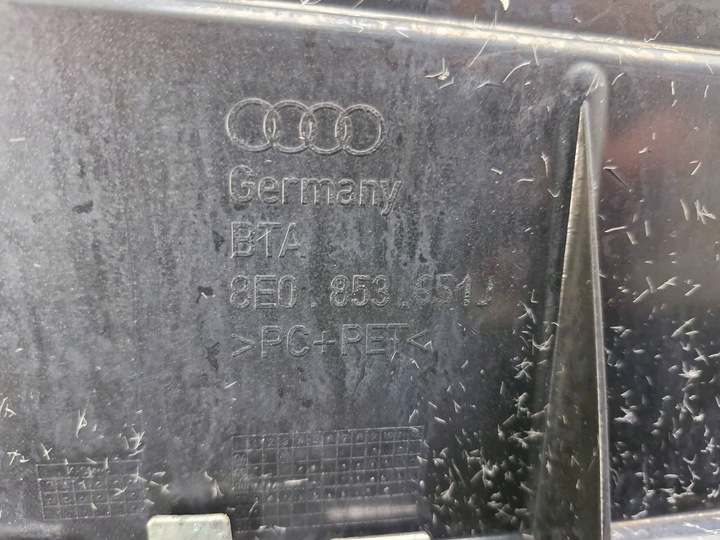 Germany
BTA
8E0.853.651J
>PC+PET<